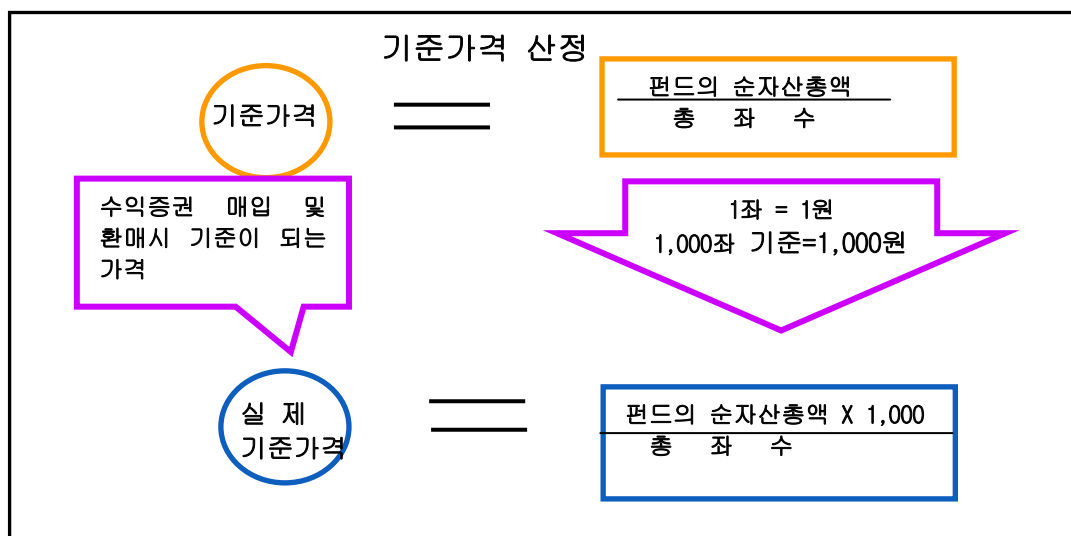 기준가격 산정
기준가격
펀드의 순자산총액
총 좌 수
수익증권 매입 및
환매시 기준이 되는
가격
1좌 = 1원
1,000좌 기준=1,000원
실 제
기준가격
펀드의 순자산총액 X 1,000
총 좌 수